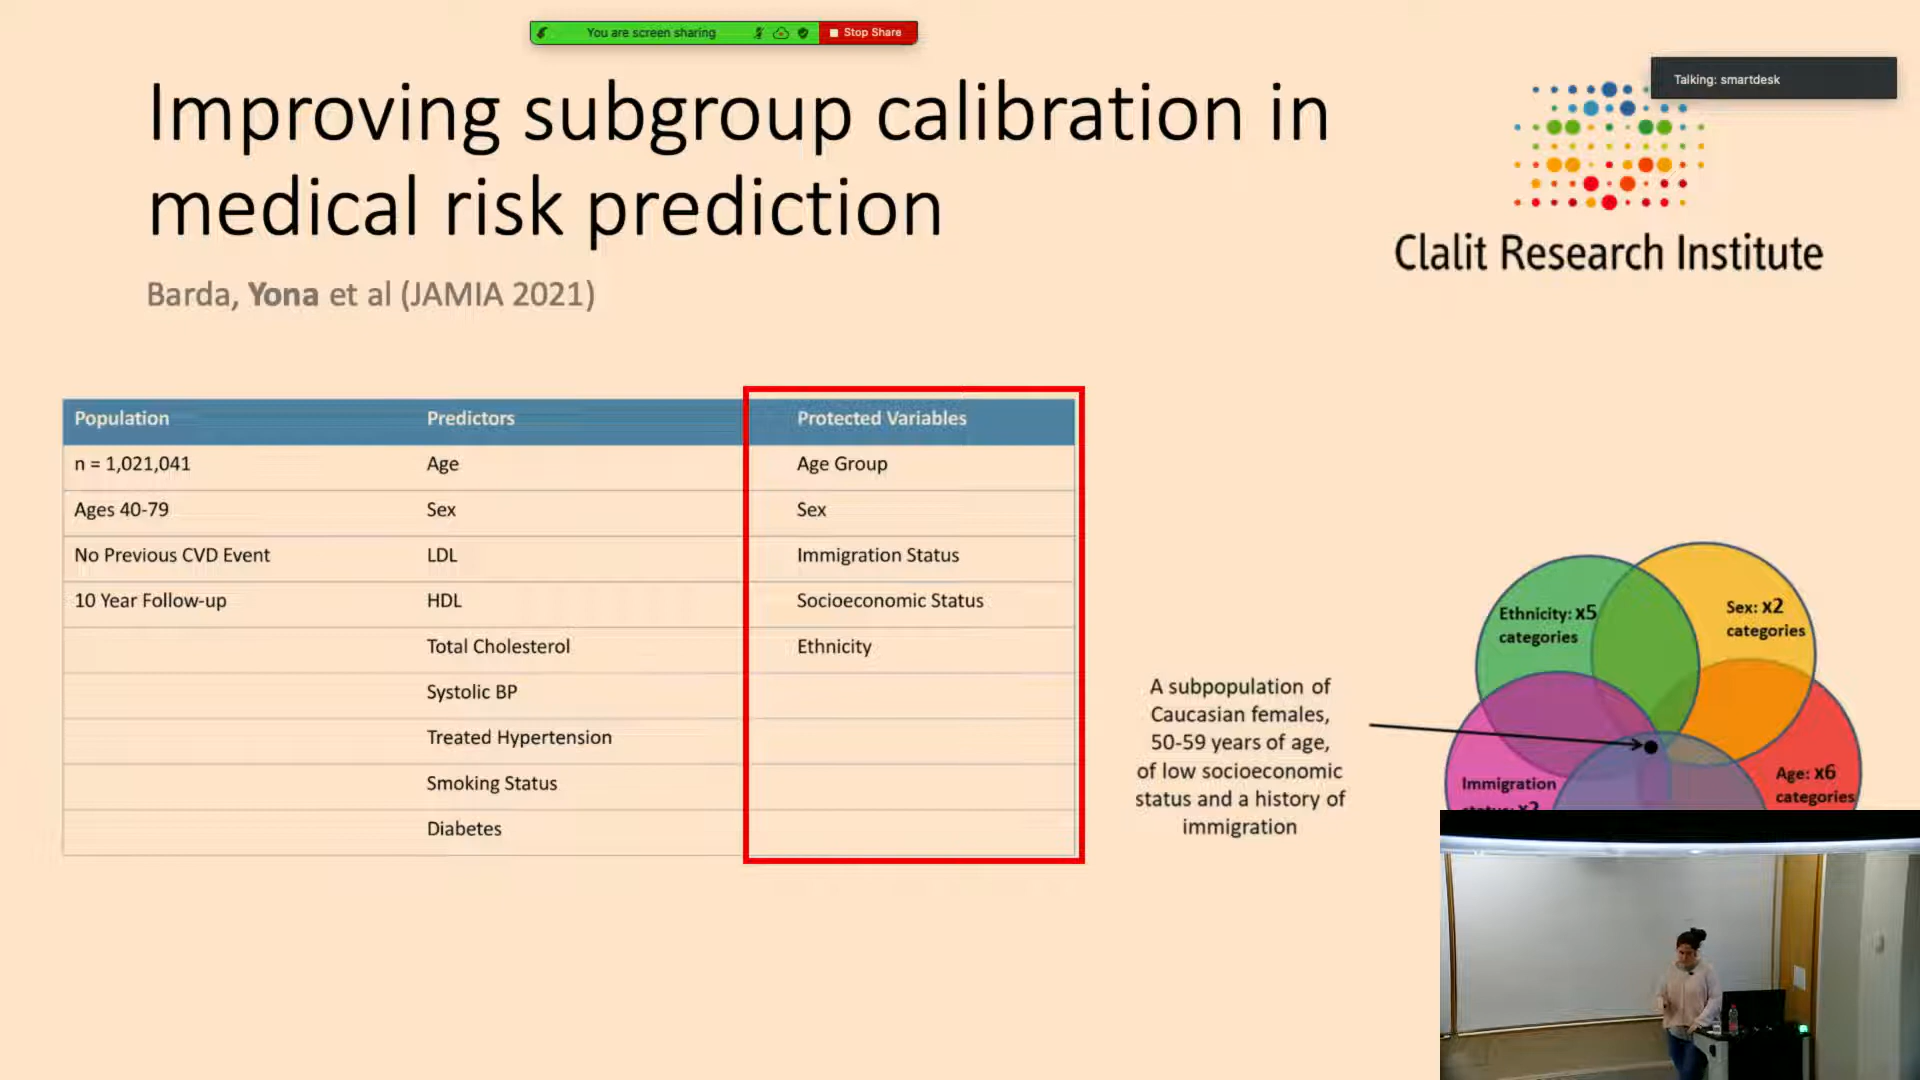 You are screen sharing
Stop Share
Talking: smartdesk
Improving subgroup calibration in
medical risk prediction
Barda, Yona et al (JAMIA 2021)
Clalit Research Institute
Population Predictors Protected Variables
n = 1,021,041 Age Age Group
Ages 40-79 Sex Sex
No Previous CVD Event LDL Immigration Status
10 Year Follow-up HDL Socioeconomic Status
Total Cholesterol Ethnicity
Systolic BP
Treated Hypertension
Smoking Status
Diabetes
A subpopulation of
Caucasian females,
50-59 years of age,
of low socioeconomic
status and a history of
immigration
Ethnicity: x5
categories
Sex: x2
categories
Immigration
status: x2
Age: x6
categories